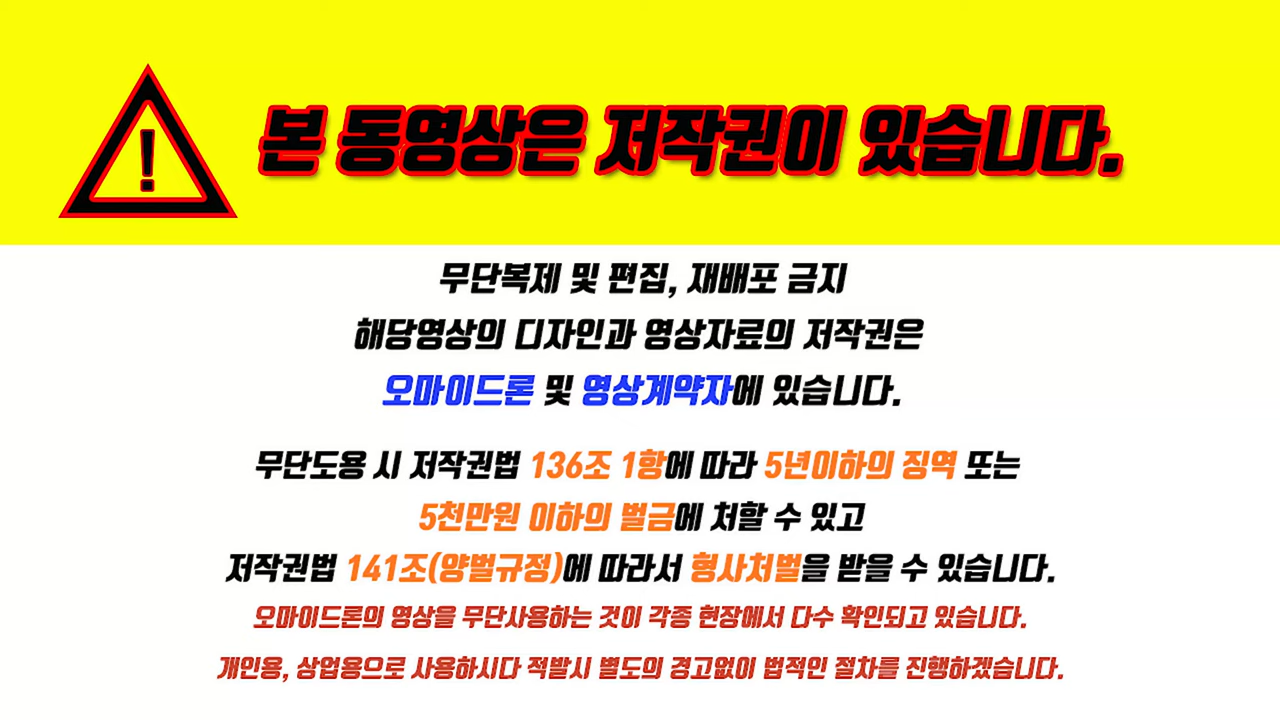 본 동영상은 저작권이 있습니다.
무단복제 및 편집, 재배포 금지
해당영상의 디자인과 영상자료의 저작권은
오마이드론 및 영상계약자에 있습니다.
무단도용 시 저작권법 136조 1항에 따라 5년이하의 징역 또는
5천만원 이하의 벌금에 처할 수 있고
저작권법 141조(양벌규정)에 따라서 형사처벌을 받을 수 있습니다.
오마이드론의 영상을 무단사용하는 것이 각종 현장에서 다수 확인되고 있습니다.
개인용, 상업용으로 사용하시다 적발시 별도의 경고없이 법적인 절차를 진행하겠습니다.